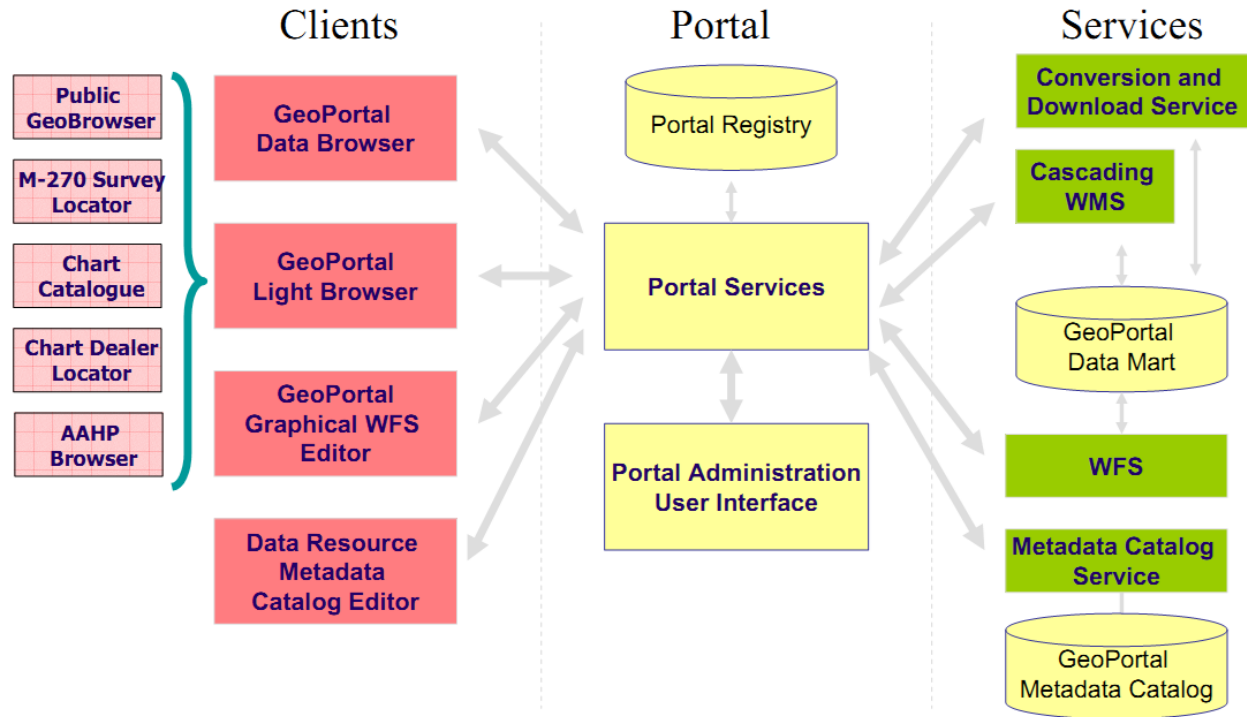 Clients
Portal
Services
Public
GeoBrowser
M-270 Survey
Locator
Chart
Catalogue
Chart Dealer
Locator
AAHP
Browser
GeoPortal
Data Browser
GeoPortal
Light Browser
GeoPortal
Graphical WFS
Editor
Data Resource
Metadata
Catalog Editor
Portal Registry
Portal Services
Portal Administration
User Interface
Conversion and
Download Service
Cascading
WMS
GeoPortal
Data Mart
WFS
Metadata Catalog
Service
GeoPortal
Metadata Catalog